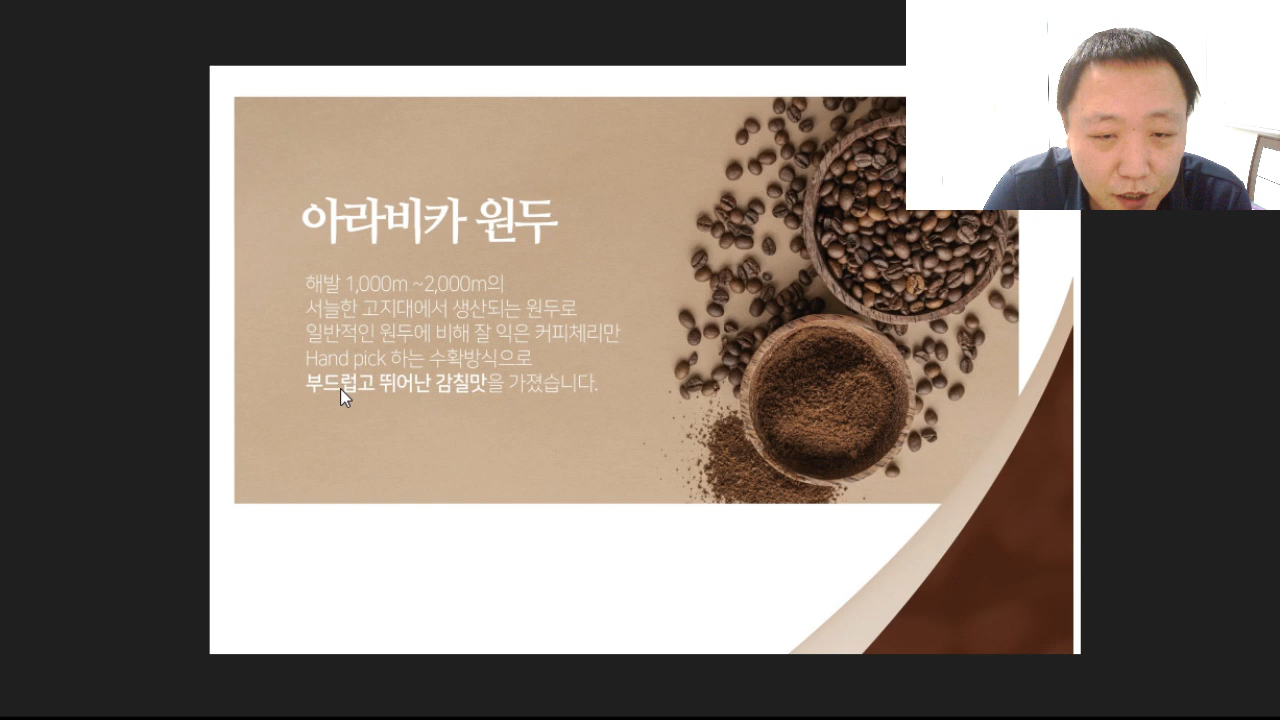 아라비카 원두
해발 1,000m ~2,000m의
서늘한 고지대에서 생산되는 원두로
일반적인 원두에 비해 잘 익은 커피체리만
Hand pick 하는 수확방식으로
부드럽고 뛰어난 감칠맛을 가졌습니다.